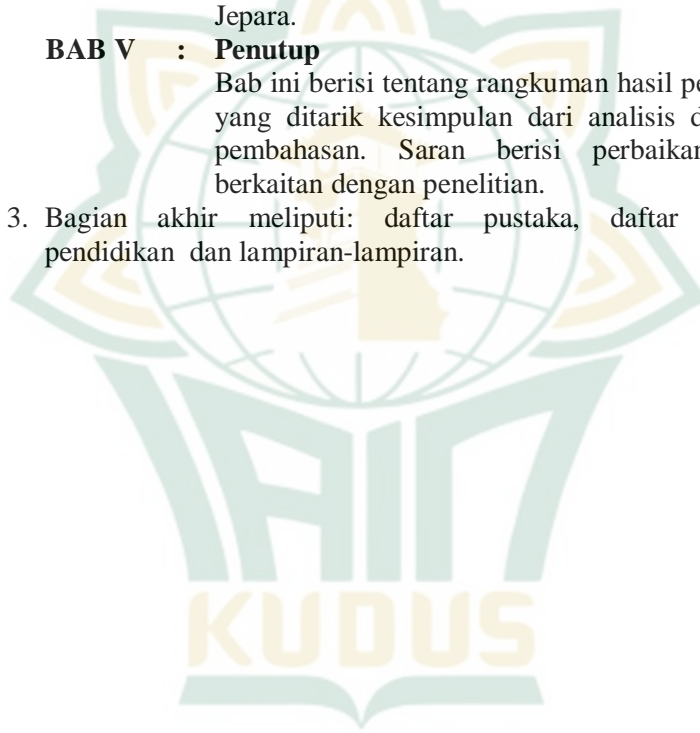 Jepara.
BAB V : Penutup
Bab ini berisi tentang rangkuman hasil pe
yang ditarik kesimpulan dari analisis d
pembahasan. Saran berisi perbaikan
berkaitan dengan penelitian.
3. Bagian akhir meliputi: daftar pustaka, daftar
pendidikan dan lampiran-lampiran.
IAIN
KUDUS